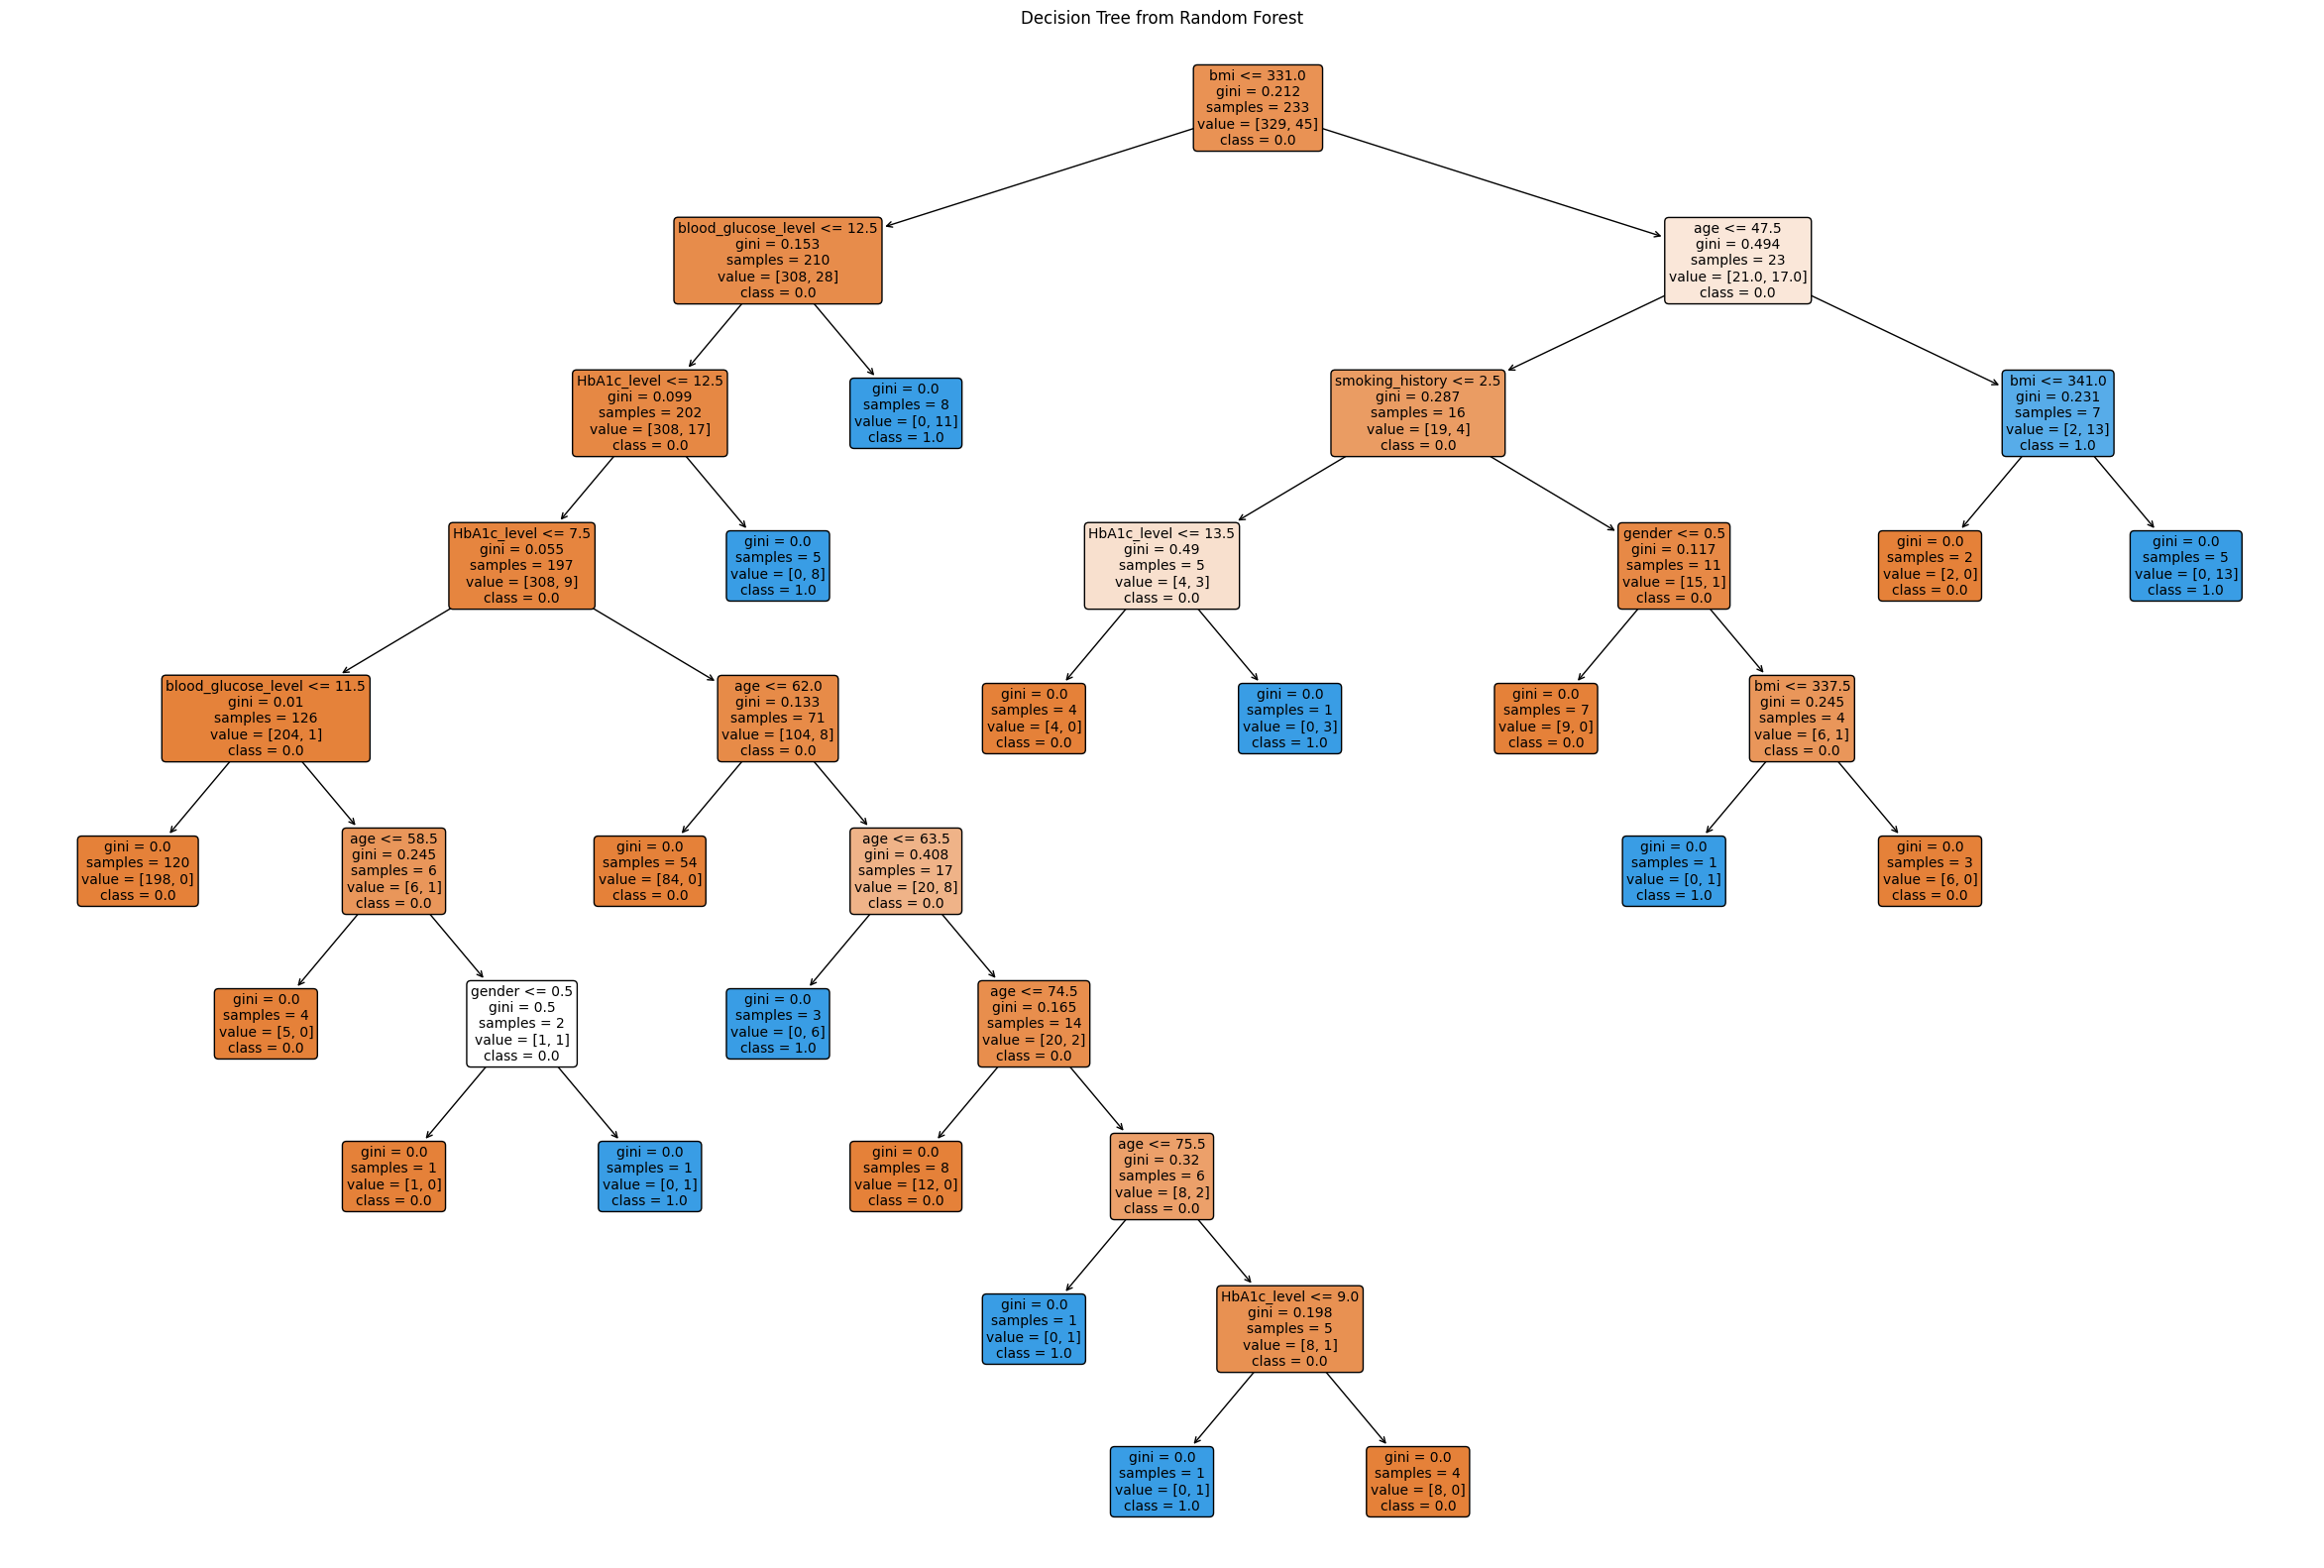 Decision Tree from Random Forest
bmi <= 331.0
gini = 0.212
samples = 233
value = [329, 45]
class = 0.0
blood_glucose_level <= 12.5
gini = 0.153
samples = 210
value = [308, 28]
class = 0.0
age <= 47.5
gini = 0.494
samples = 23
value = [21.0, 17.0]
class = 0.0
HbA1c_level <= 12.5
gini = 0.099
samples = 202
value = [308, 17]
class = 0.0
gini = 0.0
samples = 8
value = [0, 11]
class = 1.0
smoking_history <= 2.5
gini = 0.287
samples = 16
value = [19, 4]
class = 0.0
bmi <= 341.0
gini = 0.231
samples = 7
value = [2, 13]
class = 1.0
HbA1c_level <= 7.5
gini = 0.055
samples = 197
value = [308, 9]
class = 0.0
gini = 0.0
samples = 5
value = [0, 8]
class = 1.0
HbA1c_level <= 13.5
gini = 0.49
samples = 5
value = [4, 3]
class = 0.0
gender <= 0.5
gini = 0.117
samples = 11
value = [15, 1]
class = 0.0
gini = 0.0
samples = 2
value = [2, 0]
class = 0.0
gini = 0.0
samples = 5
value = [0, 13]
class = 1.0
blood_glucose_level <= 11.5
gini = 0.01
samples = 126
value = [204, 1]
class = 0.0
age <= 62.0
gini = 0.133
samples = 71
value = [104, 8]
class = 0.0
gini = 0.0
samples = 4
value = [4, 0]
class = 0.0
gini = 0.0
samples = 1
value = [0, 3]
class = 1.0
gini = 0.0
samples = 7
value = [9, 0]
class = 0.0
bmi <= 337.5
gini = 0.245
samples = 4
value = [6, 1]
class = 0.0
gini = 0.0
samples = 120
value = [198, 0]
class = 0.0
age <= 58.5
gini = 0.245
samples = 6
value = [6, 1]
class = 0.0
gini = 0.0
samples = 54
value = [84, 0]
class = 0.0
age <= 63.5
gini = 0.408
samples = 17
value = [20, 8]
class = 0.0
gini = 0.0
samples = 1
value = [0, 1]
class = 1.0
gini = 0.0
samples = 3
value = [6, 0]
class = 0.0
gini = 0.0
samples = 4
value = [5, 0]
class = 0.0
gender <= 0.5
gini = 0.5
samples = 2
value = [1, 1]
class = 0.0
gini = 0.0
samples = 3
value = [0, 6]
class = 1.0
age <= 74.5
gini = 0.165
samples = 14
value = [20, 2]
class = 0.0
gini = 0.0
samples = 1
value = [1, 0]
class = 0.0
gini = 0.0
samples = 1
value = [0, 1]
class = 1.0
gini = 0.0
samples = 8
value = [12, 0]
class = 0.0
age <= 75.5
gini = 0.32
samples = 6
value = [8, 2]
class = 0.0
gini = 0.0
samples = 1
value = [0, 1]
class = 1.0
HbA1c_level <= 9.0
gini = 0.198
samples = 5
value = [8, 1]
class = 0.0
gini = 0.0
samples = 1
value = [0, 1]
class = 1.0
gini = 0.0
samples = 4
value = [8, 0]
class = 0.0